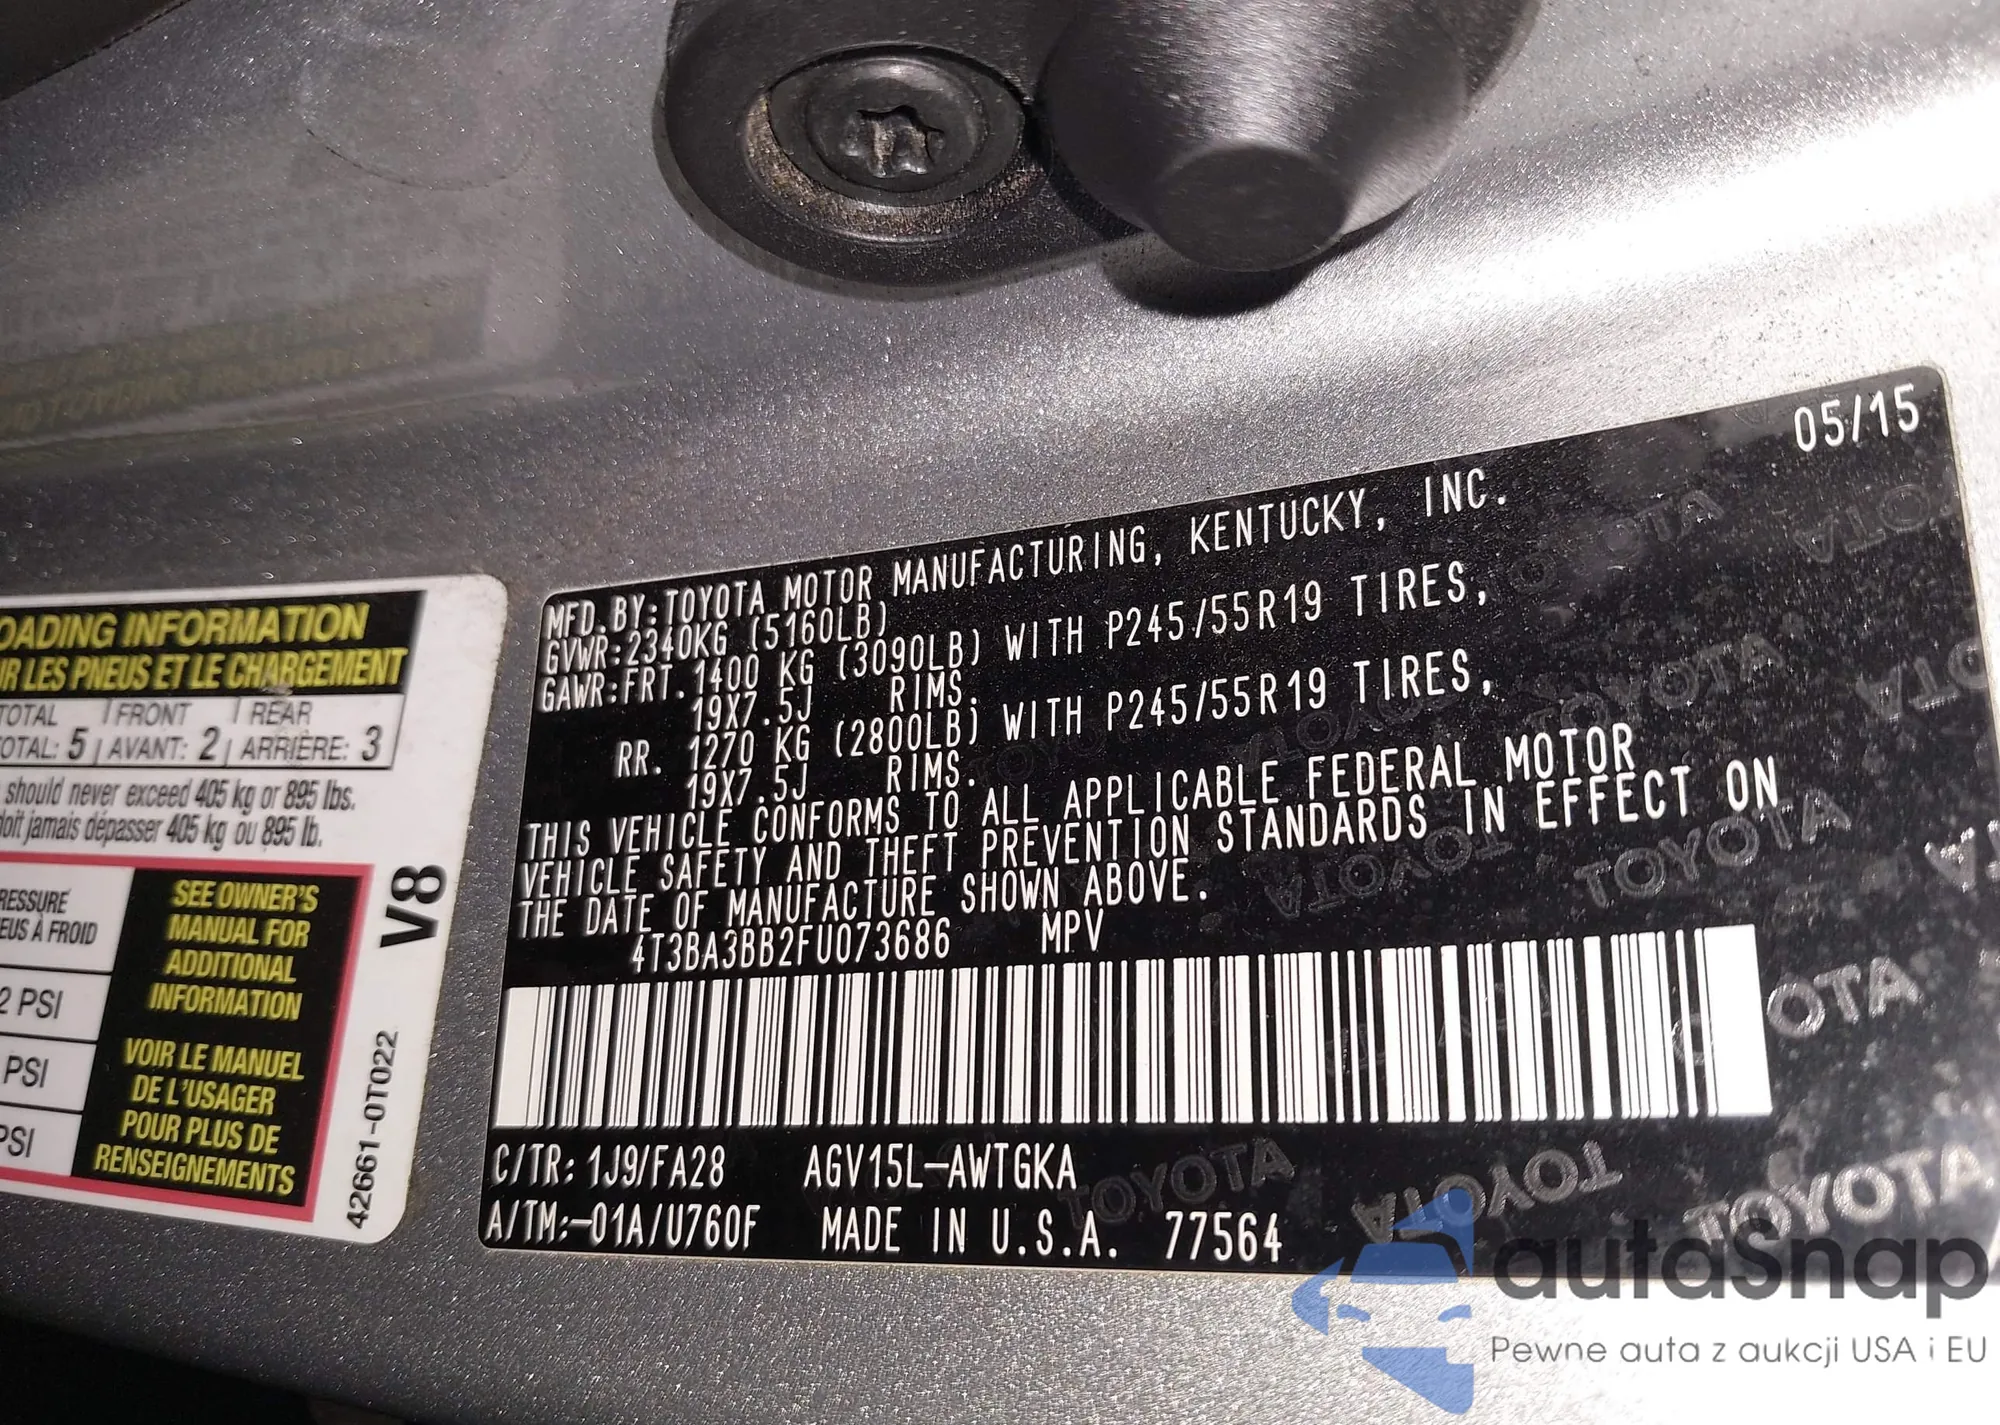 OADING INFORMATION
R LES PNEUS ET LE CHARGEMENT
TOTAL FRONT REAR
OTAL: 5 AVANT: 2 ARRIÈRE: 3
should never exceed 405 kg or 895 lbs.
doit jamais dépasser 405 kg ou 895 lb.
RESSURE
EUS À FROID
2 PSI
PSI
PSI
SEE OWNER'S
MANUAL FOR
ADDITIONAL
INFORMATION
VOIR LE MANUEL
DE L'USAGER
POUR PLUS DE
RENSEIGNEMENTS
V8
42661-0T022
05/15
MFD. BY: TOYOTA MOTOR MANUFACTURING, KENTUCKY, INC.
GVWR: 2340KG (5160LB)
GAWR: FRT. 1400 KG (3090LB) WITH P245/55R19 TIRES,
19X7.5J RIMS.
RR. 1270 KG (2800LB) WITH P245/55R19 TIRES,
19X7.5J RIMS.
THIS VEHICLE CONFORMS TO ALL APPLICABLE FEDERAL MOTOR
VEHICLE SAFETY AND THEFT PREVENTION STANDARDS IN EFFECT ON
THE DATE OF MANUFACTURE SHOWN ABOVE.
4T3BA3BB2FU073686 MPV
C/TR: 1J9/FA28 AGV15L-AWTGKA
A/TM:-01A/U760F MADE IN U.S.A. 77564
TOYOTA
TOYOTA
TOYOTA
TOYOTA
autaSnap
Pewne auta z aukcji USA i EU